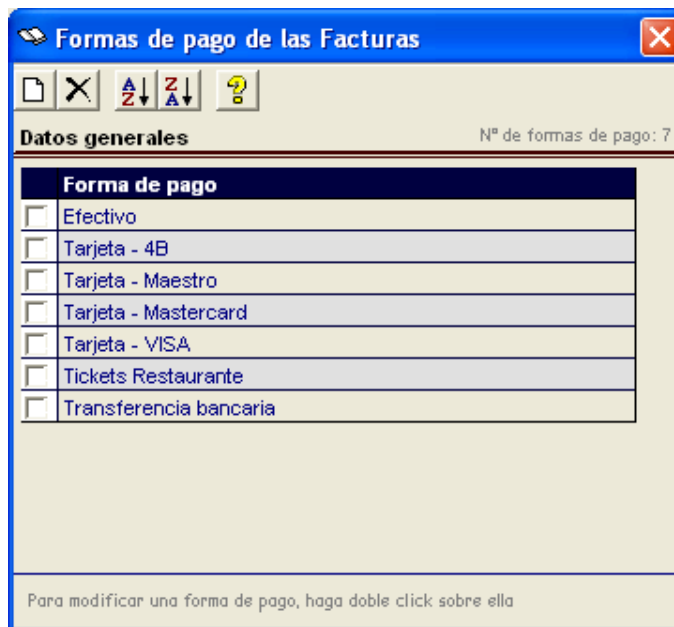 Formas de pago de las Facturas
Datos generales
Nº de formas de pago: 7
Forma de pago
Efectivo
Tarjeta - 4B
Tarjeta - Maestro
Tarjeta - Mastercard
Tarjeta - VISA
Tickets Restaurante
Transferencia bancaria
Para modificar una forma de pago, haga doble click sobre ella